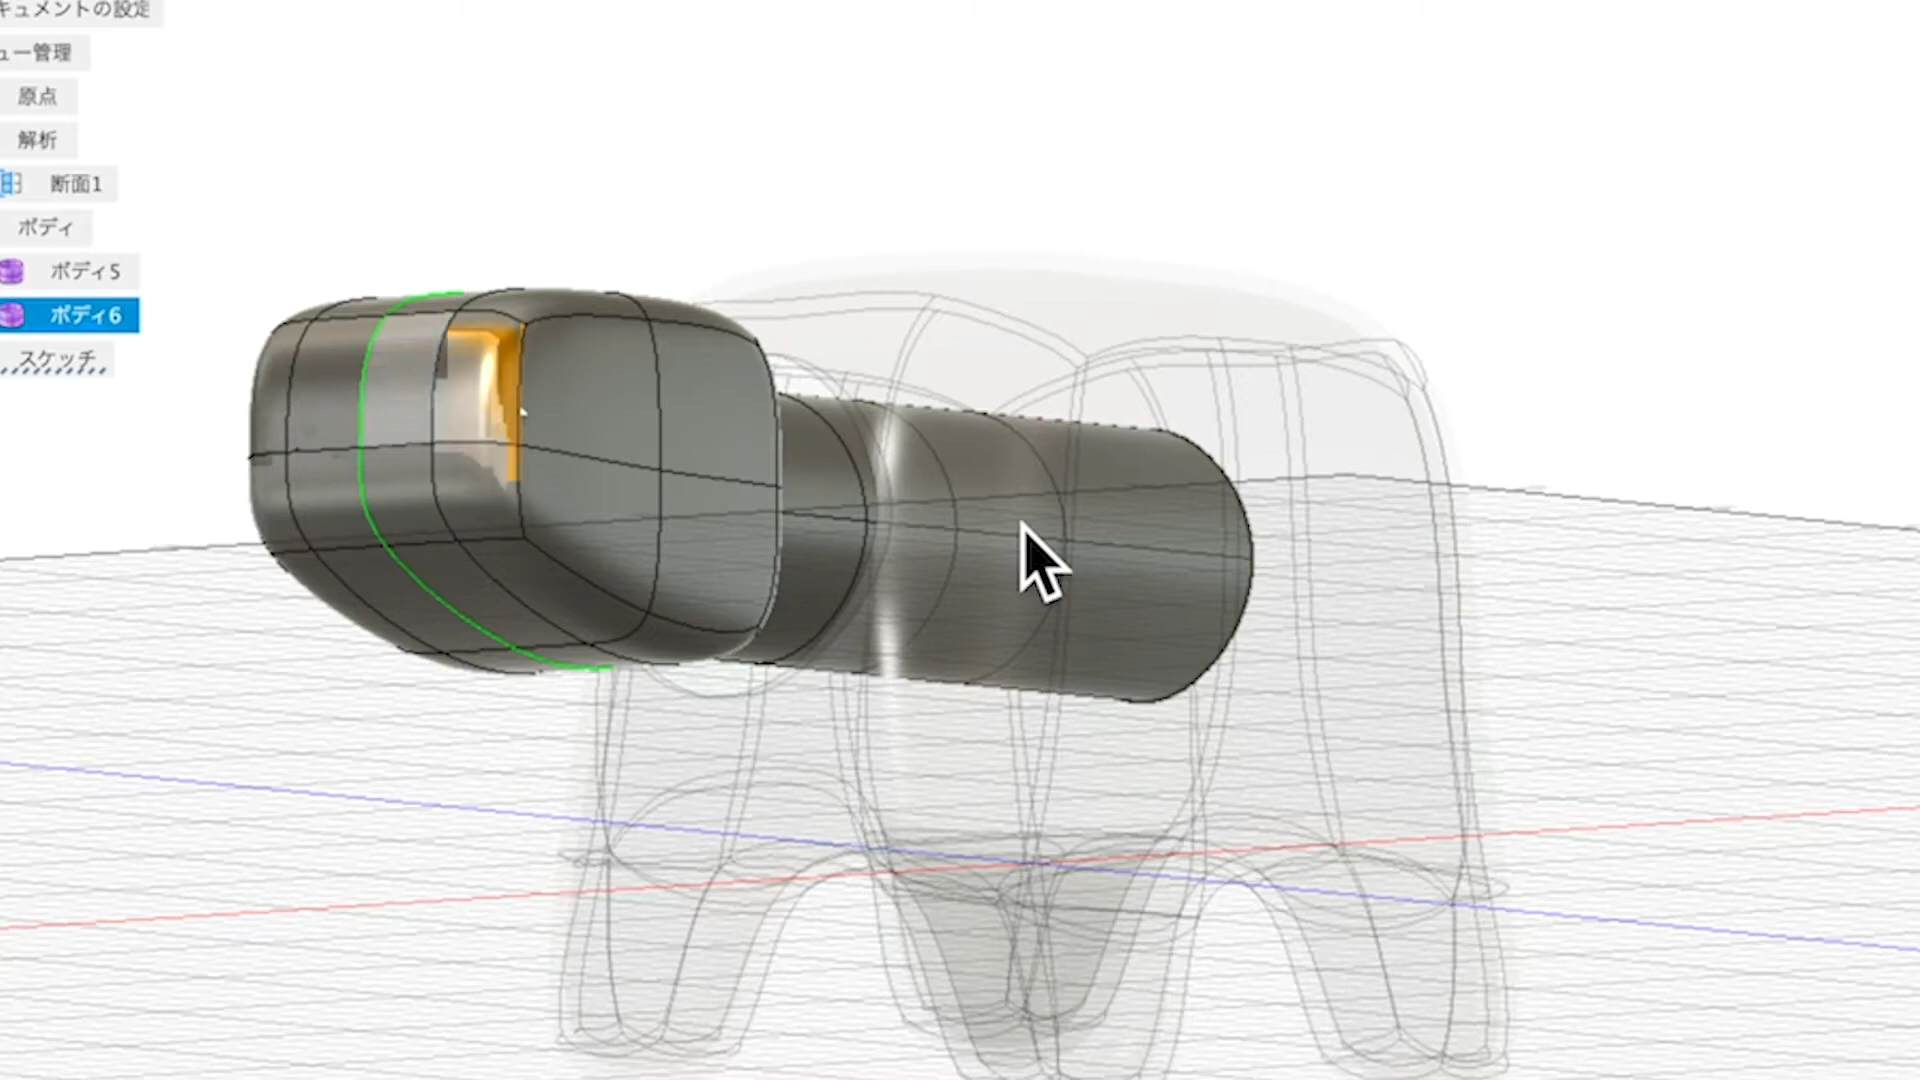 キュメントの設定
ュー管理
原点
解析
断面1
ボディ
ボディ5
ボディ6
スケッチ